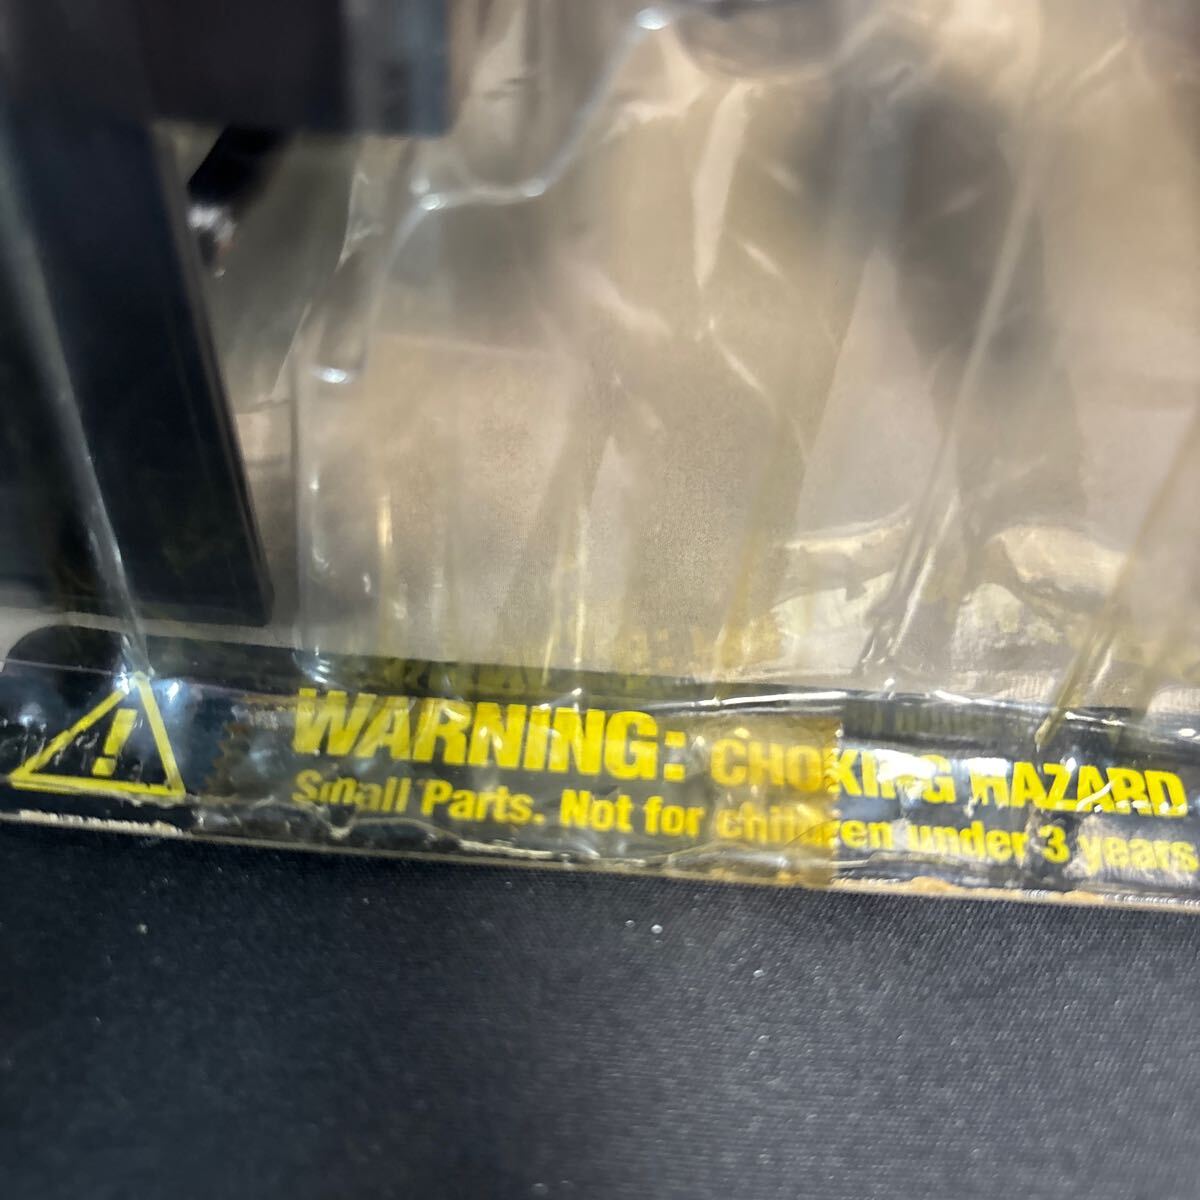 WARNING: CHOKING HAZARD
Small Parts. Not for children under 3 years